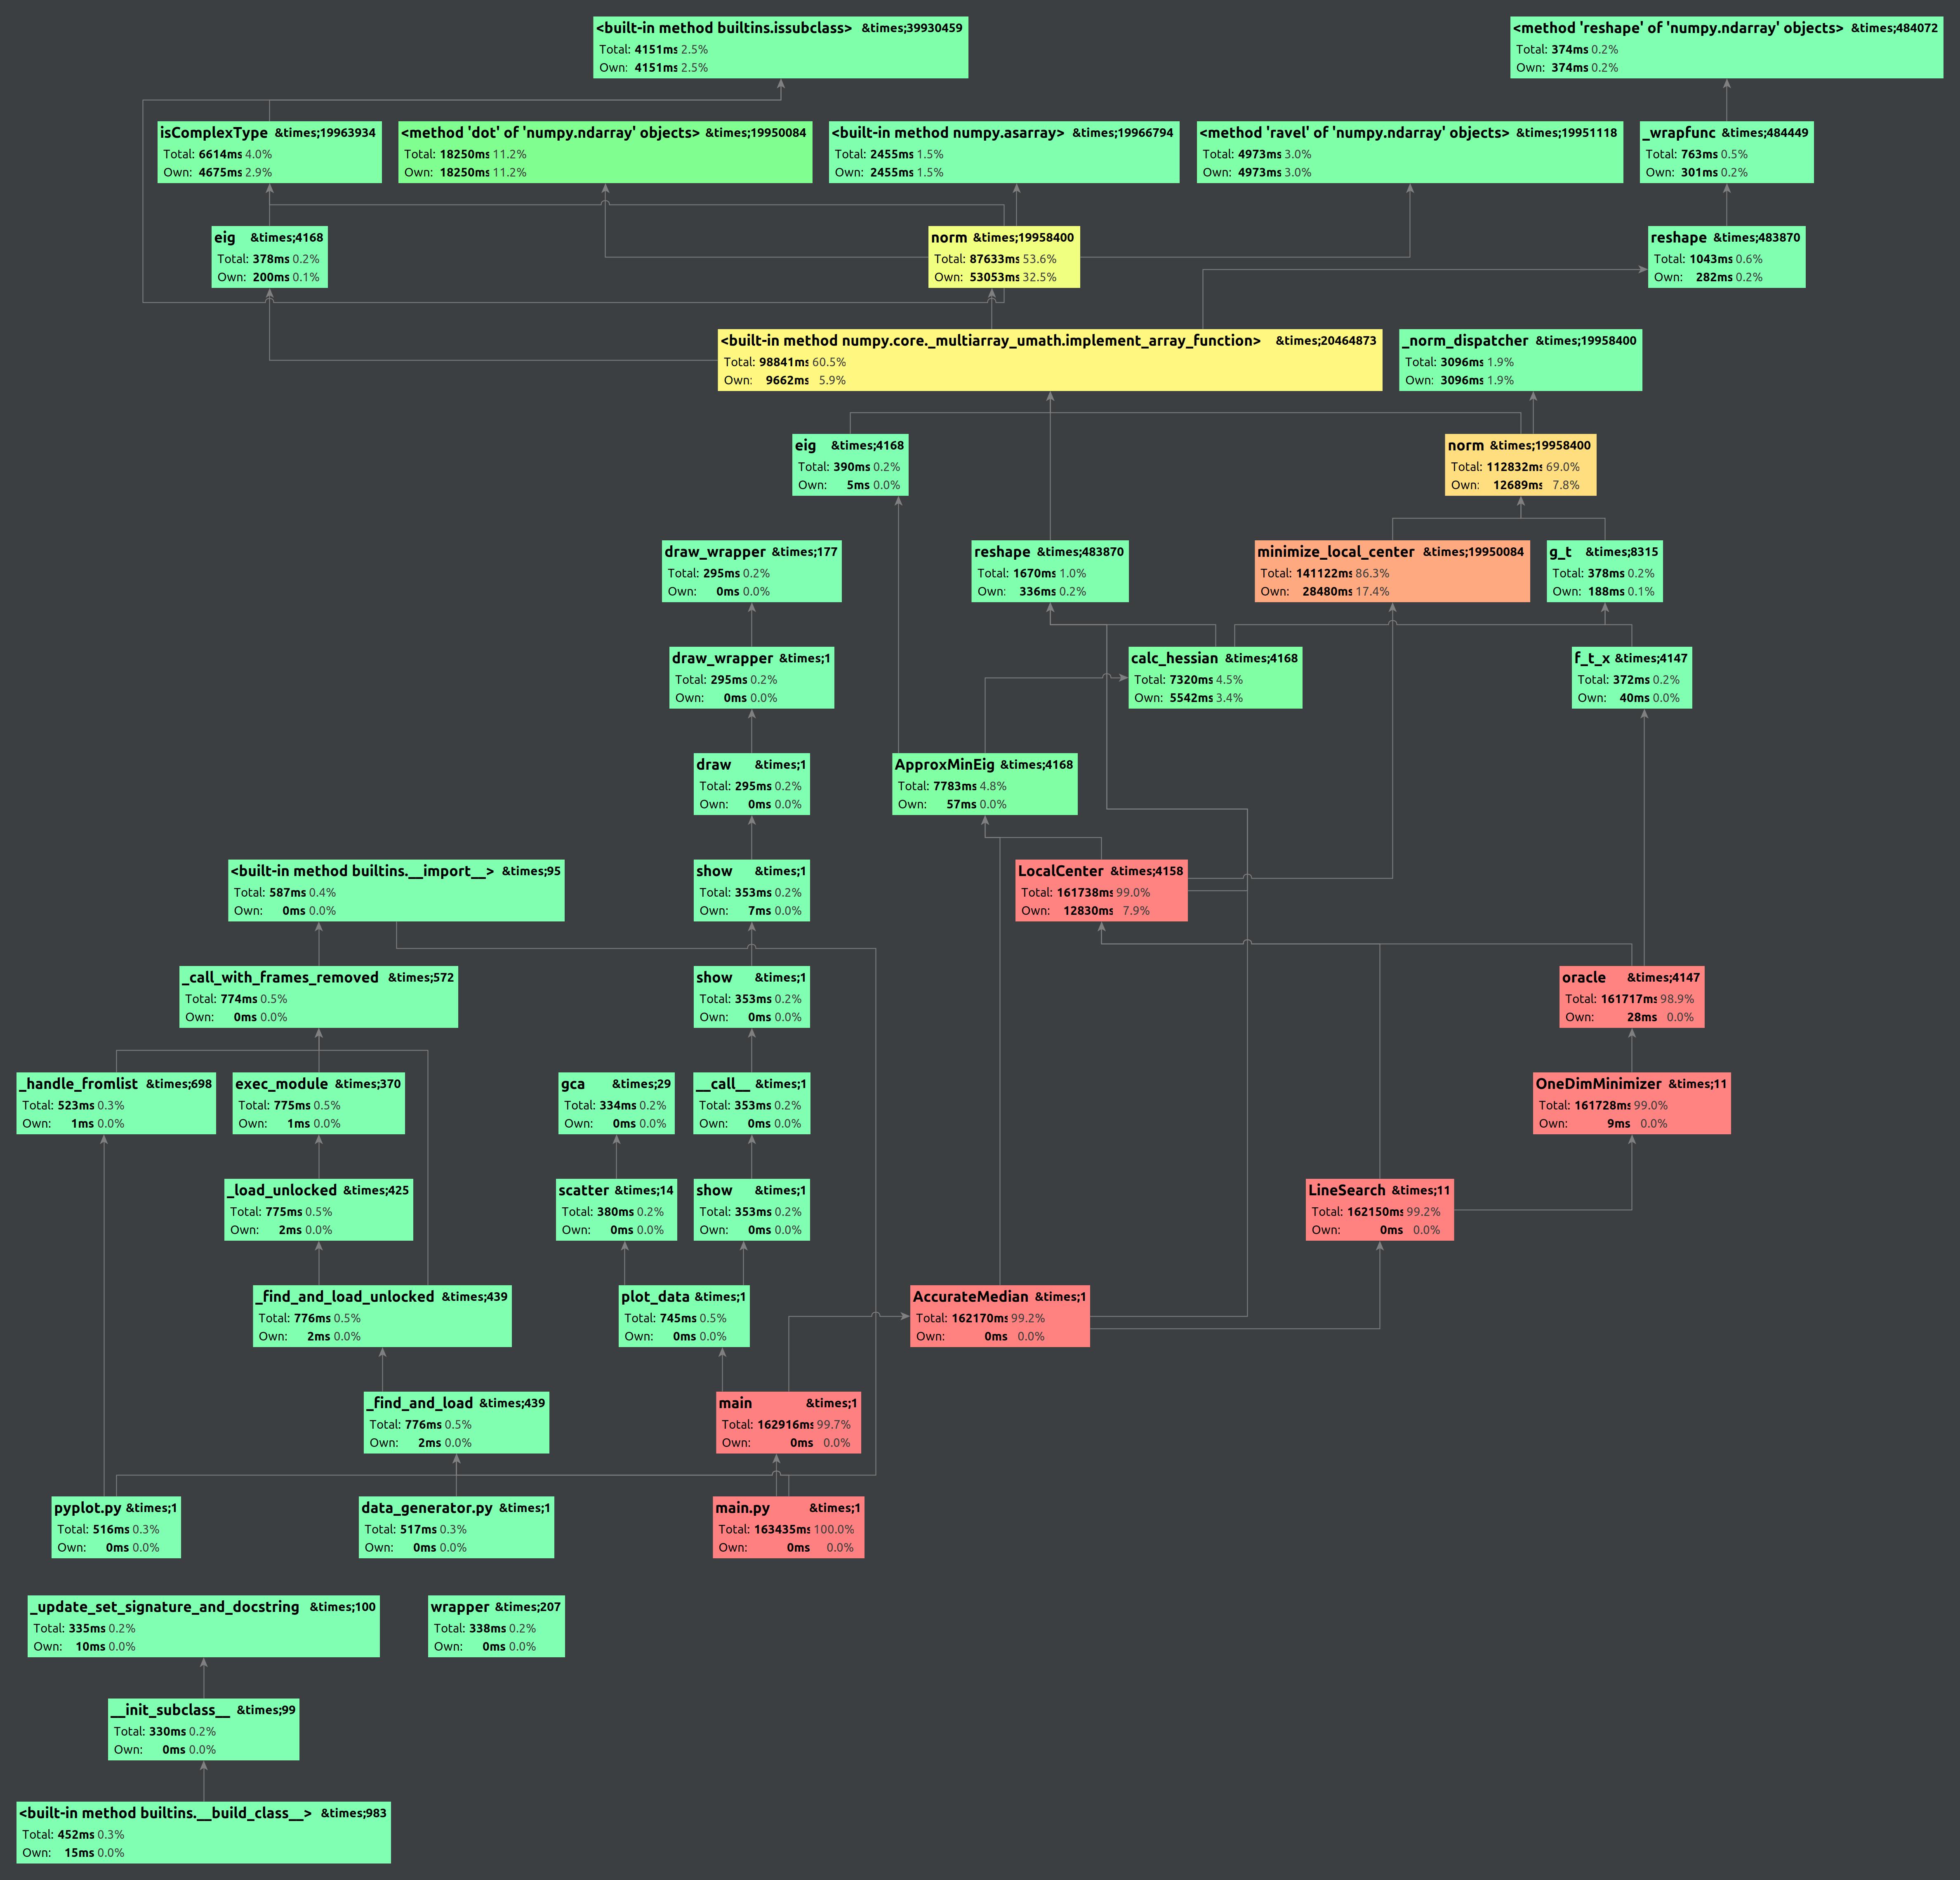 <built-in method builtins.issubclass> &times;39930459
Total: 4151ms 2.5%
Own: 4151ms 2.5%
<method 'reshape' of 'numpy.ndarray' objects> &times;484072
Total: 374ms 0.2%
Own: 374ms 0.2%
isComplexType &times;19963934
Total: 6614ms 4.0%
Own: 4675ms 2.9%
<method 'dot' of 'numpy.ndarray' objects> &times;19950084
Total: 18250ms 11.2%
Own: 18250ms 11.2%
<built-in method numpy.asarray> &times;19966794
Total: 2455ms 1.5%
Own: 2455ms 1.5%
<method 'ravel' of 'numpy.ndarray' objects> &times;19951118
Total: 4973ms 3.0%
Own: 4973ms 3.0%
_wrapfunc &times;484449
Total: 763ms 0.5%
Own: 301ms 0.2%
eig &times;4168
Total: 378ms 0.2%
Own: 200ms 0.1%
norm &times;19958400
Total: 87633ms 53.6%
Own: 53053ms 32.5%
reshape &times;483870
Total: 1043ms 0.6%
Own: 282ms 0.2%
<built-in method numpy.core._multiarray_umath.implement_array_function> &times;20464873
Total: 98841ms 60.5%
Own: 9662ms 5.9%
_norm_dispatcher &times;19958400
Total: 3096ms 1.9%
Own: 3096ms 1.9%
eig &times;4168
Total: 390ms 0.2%
Own: 5ms 0.0%
norm &times;19958400
Total: 112832ms 69.0%
Own: 12689ms 7.8%
draw_wrapper &times;177
Total: 295ms 0.2%
Own: 0ms 0.0%
reshape &times;483870
Total: 1670ms 1.0%
Own: 336ms 0.2%
minimize_local_center &times;19950084
Total: 141122ms 86.3%
Own: 28480ms 17.4%
g_t &times;8315
Total: 378ms 0.2%
Own: 188ms 0.1%
draw_wrapper &times;1
Total: 295ms 0.2%
Own: 0ms 0.0%
calc_hessian &times;4168
Total: 7320ms 4.5%
Own: 5542ms 3.4%
f_t_x &times;4147
Total: 372ms 0.2%
Own: 40ms 0.0%
draw &times;1
Total: 295ms 0.2%
Own: 0ms 0.0%
ApproxMinEig &times;4168
Total: 7783ms 4.8%
Own: 57ms 0.0%
<built-in method builtins.__import__> &times;95
Total: 587ms 0.4%
Own: 0ms 0.0%
show &times;1
Total: 353ms 0.2%
Own: 7ms 0.0%
LocalCenter &times;4158
Total: 161738ms 99.0%
Own: 12830ms 7.9%
_call_with_frames_removed &times;572
Total: 774ms 0.5%
Own: 0ms 0.0%
show &times;1
Total: 353ms 0.2%
Own: 0ms 0.0%
oracle &times;4147
Total: 161717ms 98.9%
Own: 28ms 0.0%
_handle_fromlist &times;698
Total: 523ms 0.3%
Own: 1ms 0.0%
exec_module &times;370
Total: 775ms 0.5%
Own: 1ms 0.0%
gca &times;29
Total: 334ms 0.2%
Own: 0ms 0.0%
__call__ &times;1
Total: 353ms 0.2%
Own: 0ms 0.0%
OneDimMinimizer &times;11
Total: 161728ms 99.0%
Own: 9ms 0.0%
_load_unlocked &times;425
Total: 775ms 0.5%
Own: 2ms 0.0%
scatter &times;14
Total: 380ms 0.2%
Own: 0ms 0.0%
show &times;1
Total: 353ms 0.2%
Own: 0ms 0.0%
LineSearch &times;11
Total: 162150ms 99.2%
Own: 0ms 0.0%
_find_and_load_unlocked &times;439
Total: 776ms 0.5%
Own: 2ms 0.0%
plot_data &times;1
Total: 745ms 0.5%
Own: 0ms 0.0%
AccurateMedian &times;1
Total: 162170ms 99.2%
Own: 0ms 0.0%
_find_and_load &times;439
Total: 776ms 0.5%
Own: 2ms 0.0%
main &times;1
Total: 162916ms 99.7%
Own: 0ms 0.0%
pyplot.py &times;1
Total: 516ms 0.3%
Own: 0ms 0.0%
data_generator.py &times;1
Total: 517ms 0.3%
Own: 0ms 0.0%
main.py &times;1
Total: 163435ms 100.0%
Own: 0ms 0.0%
_update_set_signature_and_docstring &times;100
Total: 335ms 0.2%
Own: 10ms 0.0%
wrapper &times;207
Total: 338ms 0.2%
Own: 0ms 0.0%
__init_subclass__ &times;99
Total: 330ms 0.2%
Own: 0ms 0.0%
<built-in method builtins.__build_class__> &times;983
Total: 452ms 0.3%
Own: 15ms 0.0%